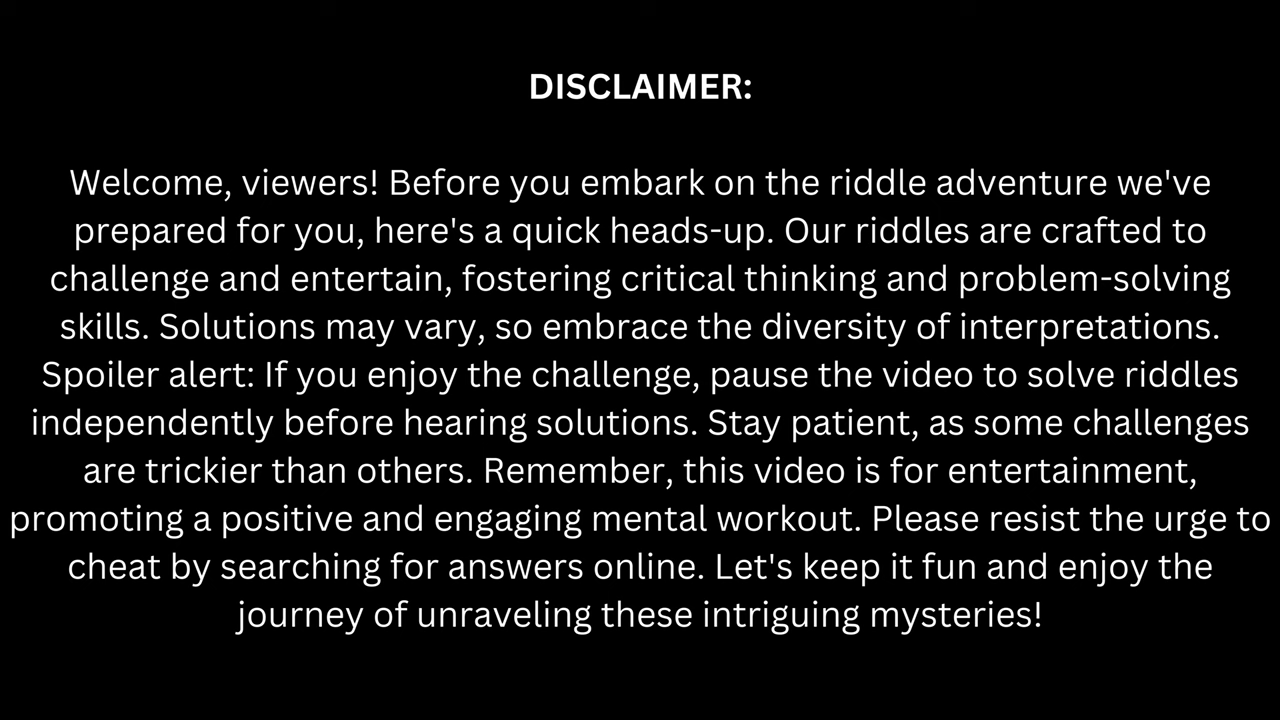 DISCLAIMER:
Welcome, viewers! Before you embark on the riddle adventure we've
prepared for you, here's a quick heads-up. Our riddles are crafted to
challenge and entertain, fostering critical thinking and problem-solving
skills. Solutions may vary, so embrace the diversity of interpretations.
Spoiler alert: If you enjoy the challenge, pause the video to solve riddles
independently before hearing solutions. Stay patient, as some challenges
are trickier than others. Remember, this video is for entertainment,
promoting a positive and engaging mental workout. Please resist the urge to
cheat by searching for answers online. Let's keep it fun and enjoy the
journey of unraveling these intriguing mysteries!